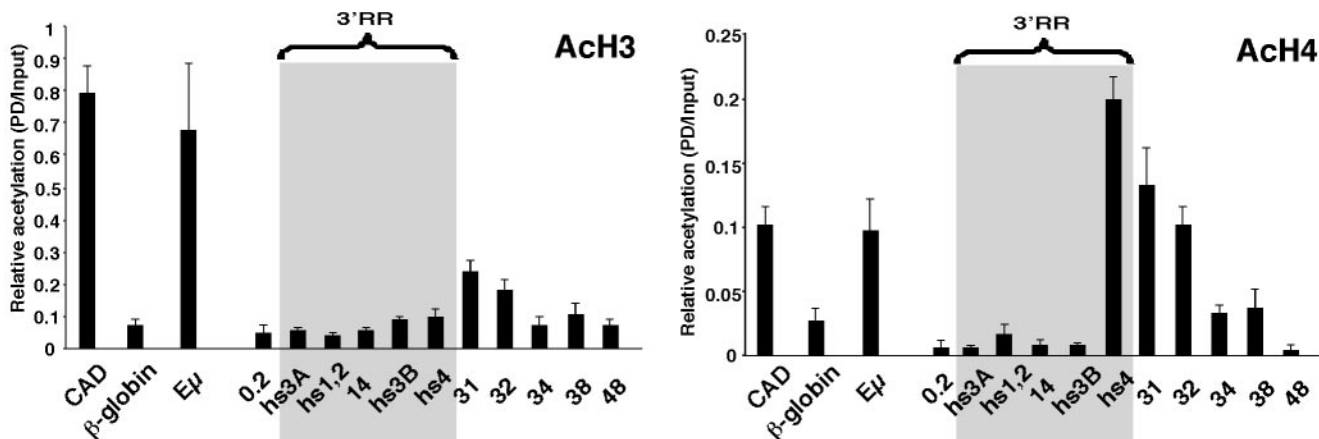 3'RR
AcH3
Relative acetylation (PD/Input)
1
0.9
0.8
0.7
0.6
0.5
0.4
0.3
0.2
0.1
0
CAD
β-globin
Eμ
0.2
hs3A
hs1,2
14
hs3B
hs4
31
32
34
38
48
3'RR
AcH4
Relative acetylation (PD/Input)
0.25
0.2
0.15
0.1
0.05
0
CAD
β-globin
Eμ
0.2
hs3A
hs1,2
14
hs3B
hs4
31
32
34
38
48